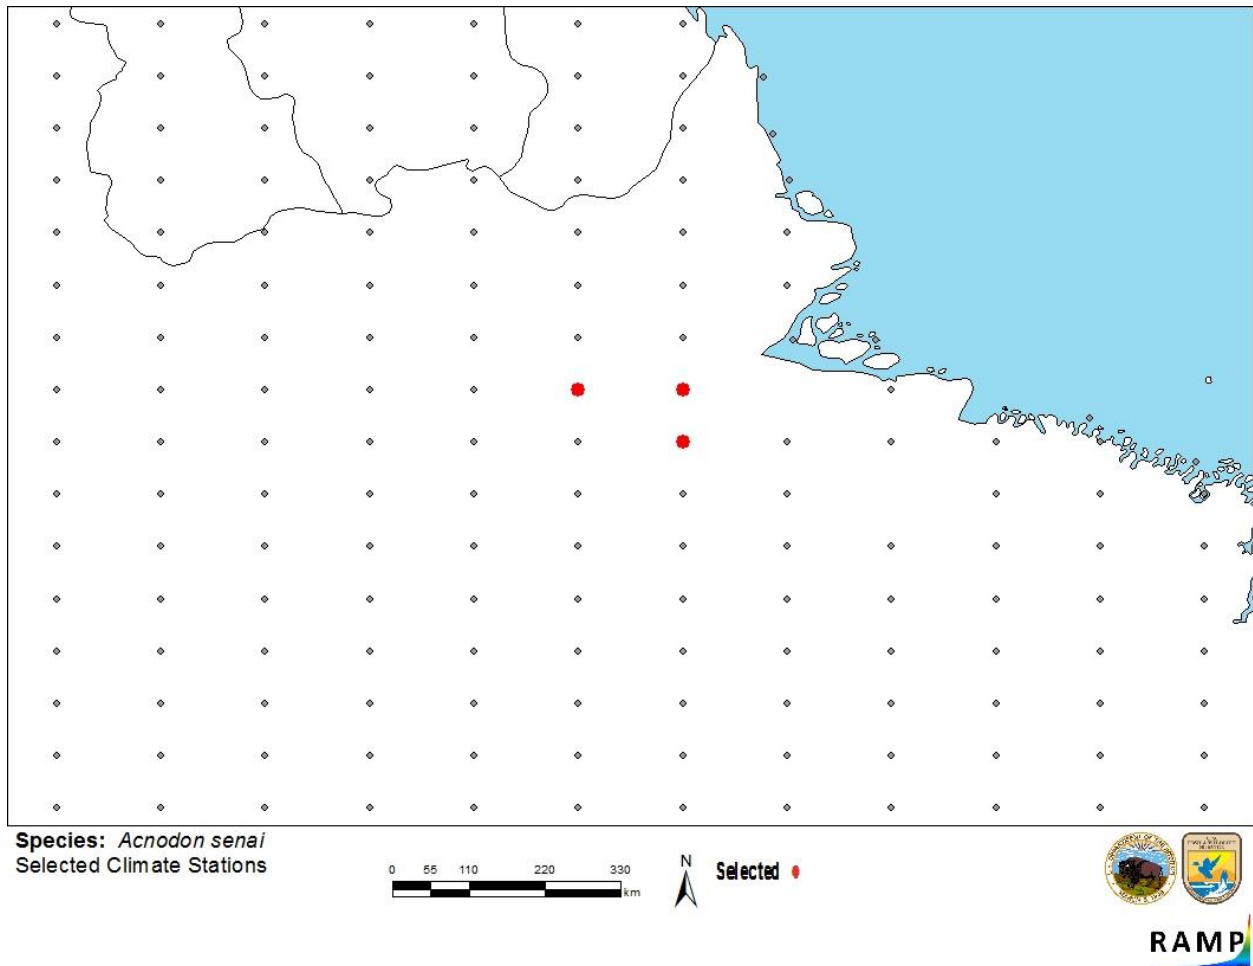 Species: Acnodon senai
Selected Climate Stations
0 55 110 220 330
km
N
Selected
RAMP